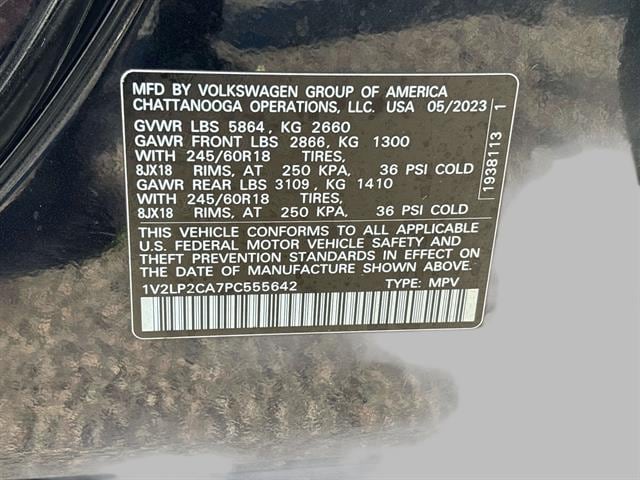 MFD BY VOLKSWAGEN GROUP OF AMERICA
CHATTANOOGA OPERATIONS, LLC. USA 05/2023
GVWR LBS 5864, KG 2660
GAWR FRONT LBS 2866, KG 1300
WITH 245/60R18 TIRES,
8JX18 RIMS, AT 250 KPA, 36 PSI COLD
GAWR REAR LBS 3109, KG 1410
WITH 245/60R18 TIRES,
8JX18 RIMS, AT 250 KPA, 36 PSI COLD
THIS VEHICLE CONFORMS TO ALL APPLICABLE
U.S. FEDERAL MOTOR VEHICLE SAFETY AND
THEFT PREVENTION STANDARDS IN EFFECT ON
THE DATE OF MANUFACTURE SHOWN ABOVE.
1V2LP2CA7PC555642 TYPE: MPV
1938113 1